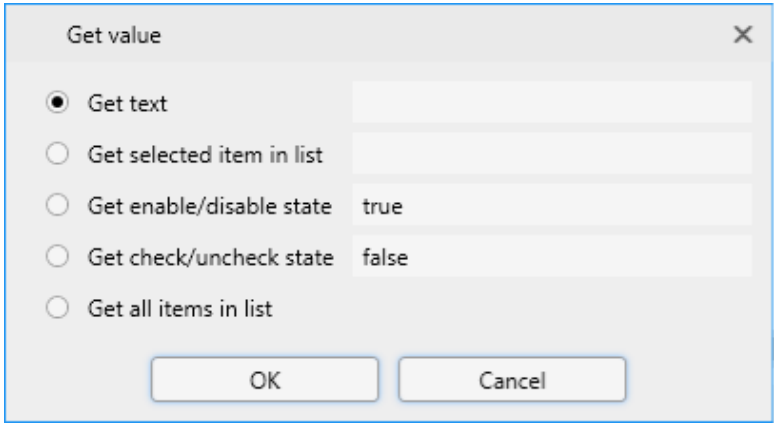 Get value
Get text
Get selected item in list
Get enable/disable state true
Get check/uncheck state false
Get all items in list
OK Cancel